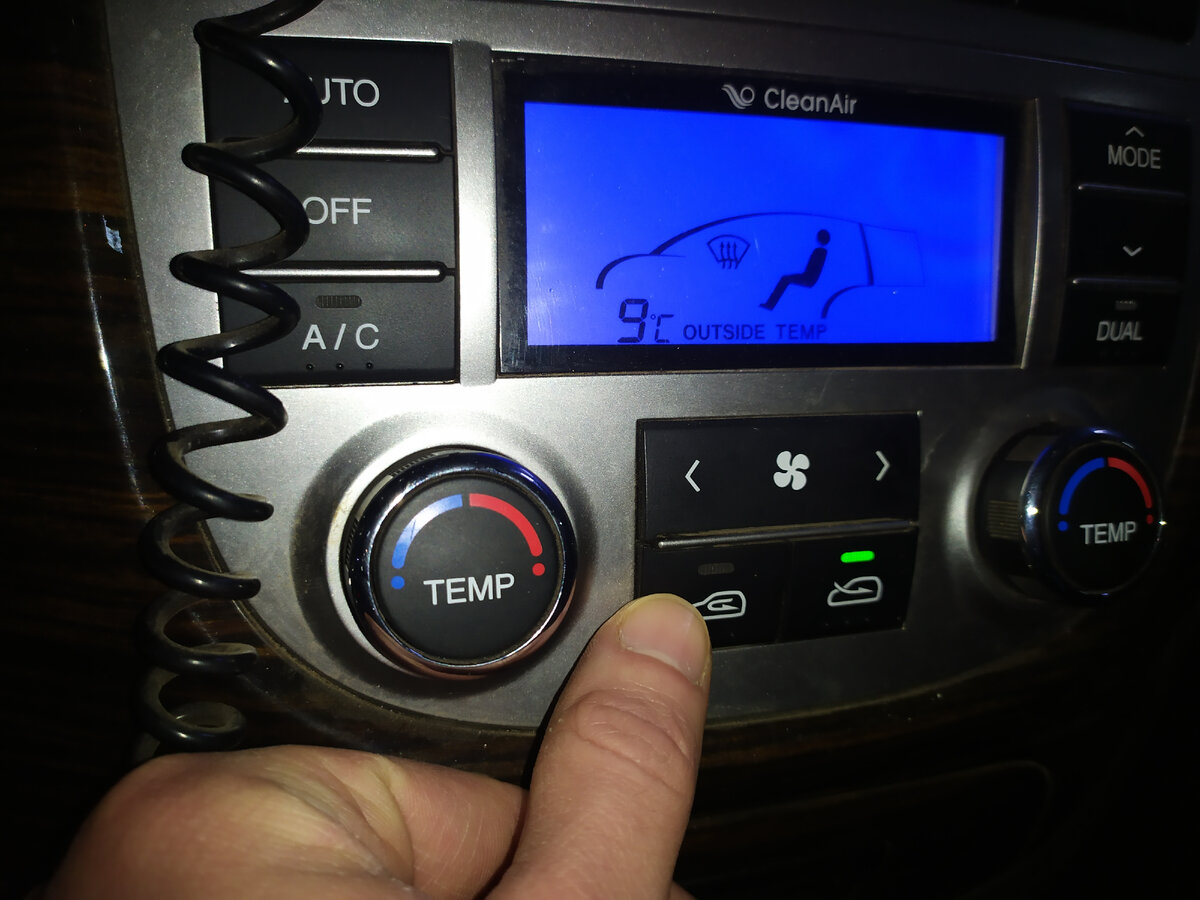 AUTO
OFF
A/C
CleanAir
9°C OUTSIDE TEMP
MODE
DUAL
TEMP
TEMP